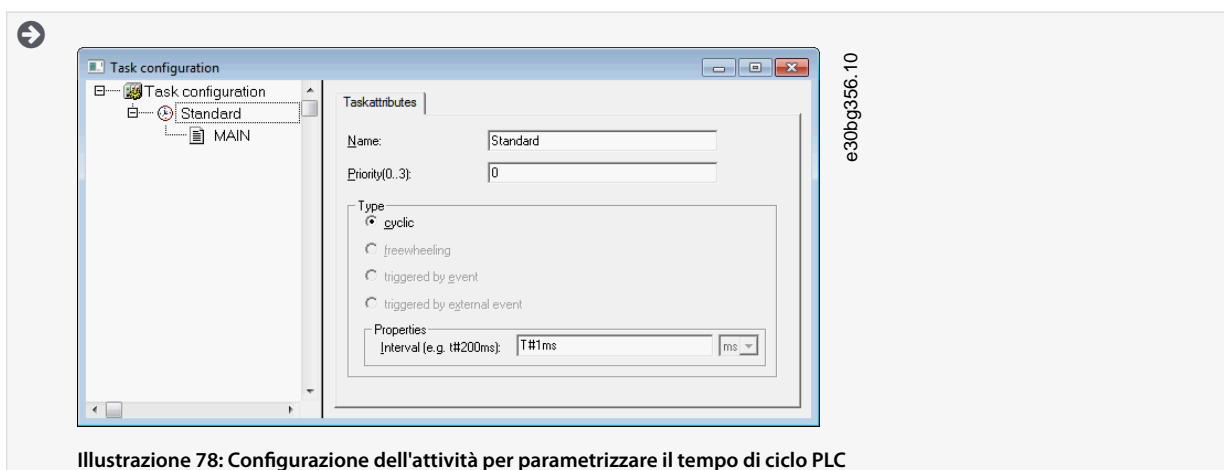 Task configuration
Task configuration
Standard
MAIN
Taskattributes
Name: Standard
Priority(0..3): 0
Type
cyclic
freewheeling
triggered by event
triggered by external event
Properties
Interval (e.g. t#200ms): T#1ms ms
e30bg356.10
Illustrazione 78: Configurazione dell'attività per parametrizzare il tempo di ciclo PLC